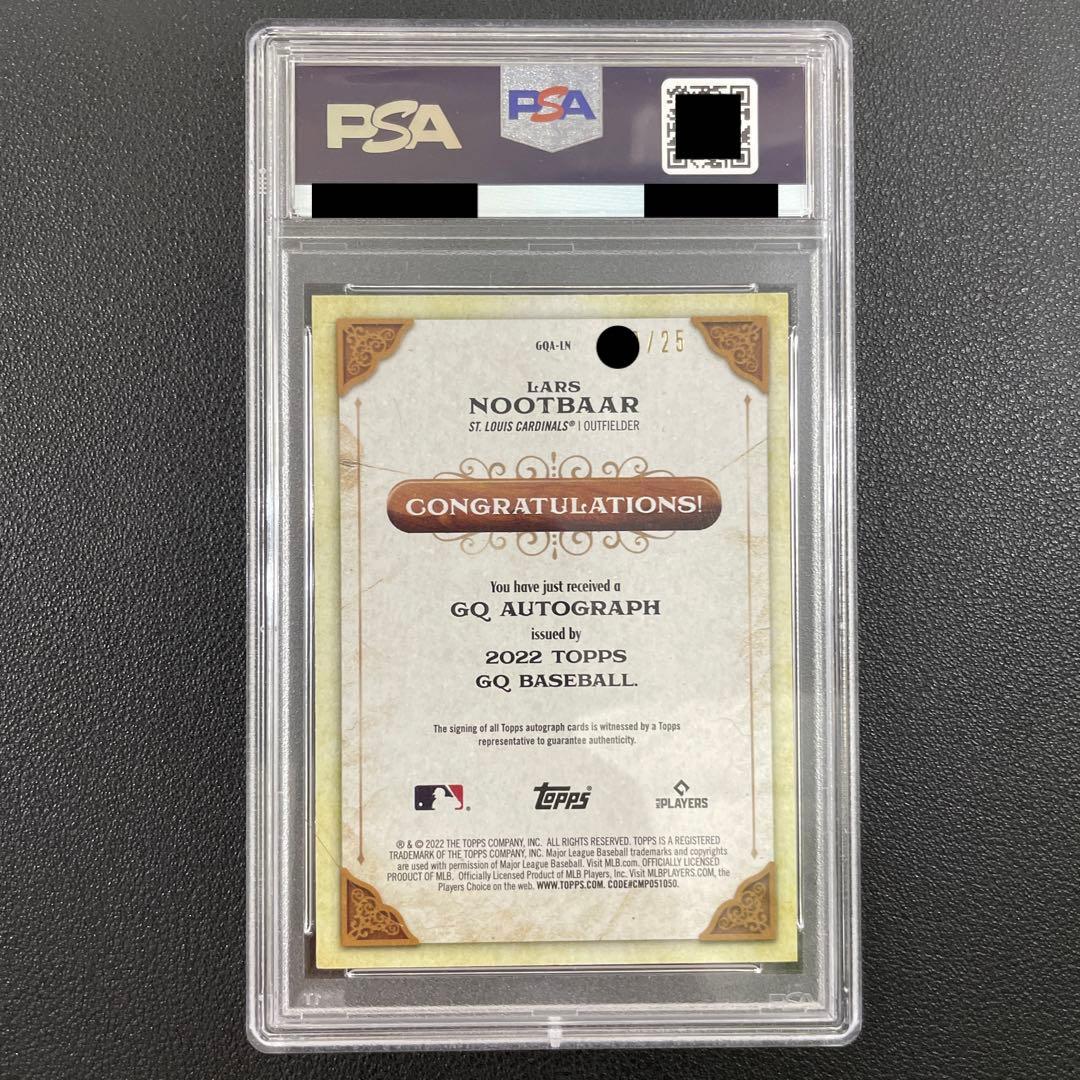 PSA
PSA
GQA-LN
/25
LARS
NOOTBAAR
ST. LOUIS CARDINALS® | OUTFIELDER
CONGRATULATIONS!
You have just received a
GQ AUTOGRAPH
issued by
2022 TOPPS
GQ BASEBALL.
The signing of all Topps autograph cards is witnessed by a Topps
representative to guarantee authenticity.
Topps®
MLB PLAYERS
® & © 2022 THE TOPPS COMPANY, INC. ALL RIGHTS RESERVED. TOPPS IS A REGISTERED
TRADEMARK OF THE TOPPS COMPANY, INC. Major League Baseball trademarks and copyrights
are used with permission of Major League Baseball. Visit MLB.com. OFFICIALLY LICENSED
PRODUCT OF MLB. Officially Licensed Product of MLB Players, Inc. Visit MLBPLAYERS.COM, the
Players Choice on the web. WWW.TOPPS.COM. CODE#CMP051050.
PSA